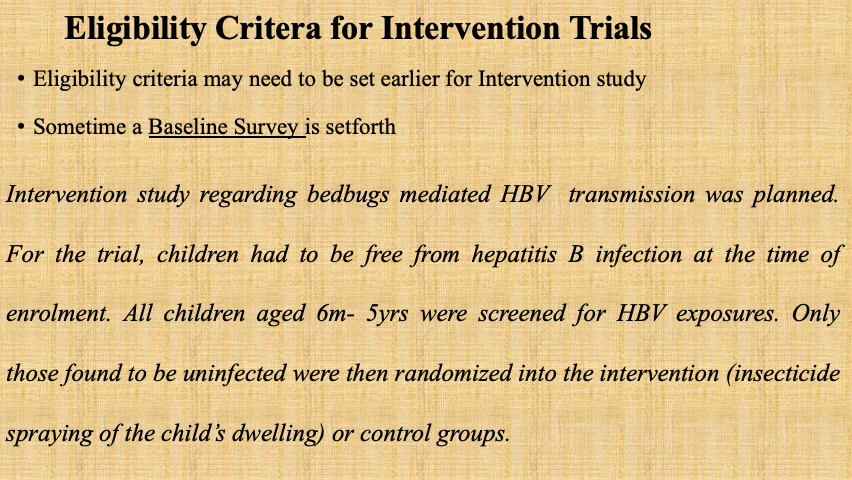 Eligibility Critera for Intervention Trials
• Eligibility criteria may need to be set earlier for Intervention study
• Sometime a Baseline Survey is setforth
Intervention study regarding bedbugs mediated HBV transmission was planned.
For the trial, children had to be free from hepatitis B infection at the time of
enrolment. All children aged 6m- 5yrs were screened for HBV exposures. Only
those found to be uninfected were then randomized into the intervention (insecticide
spraying of the child’s dwelling) or control groups.